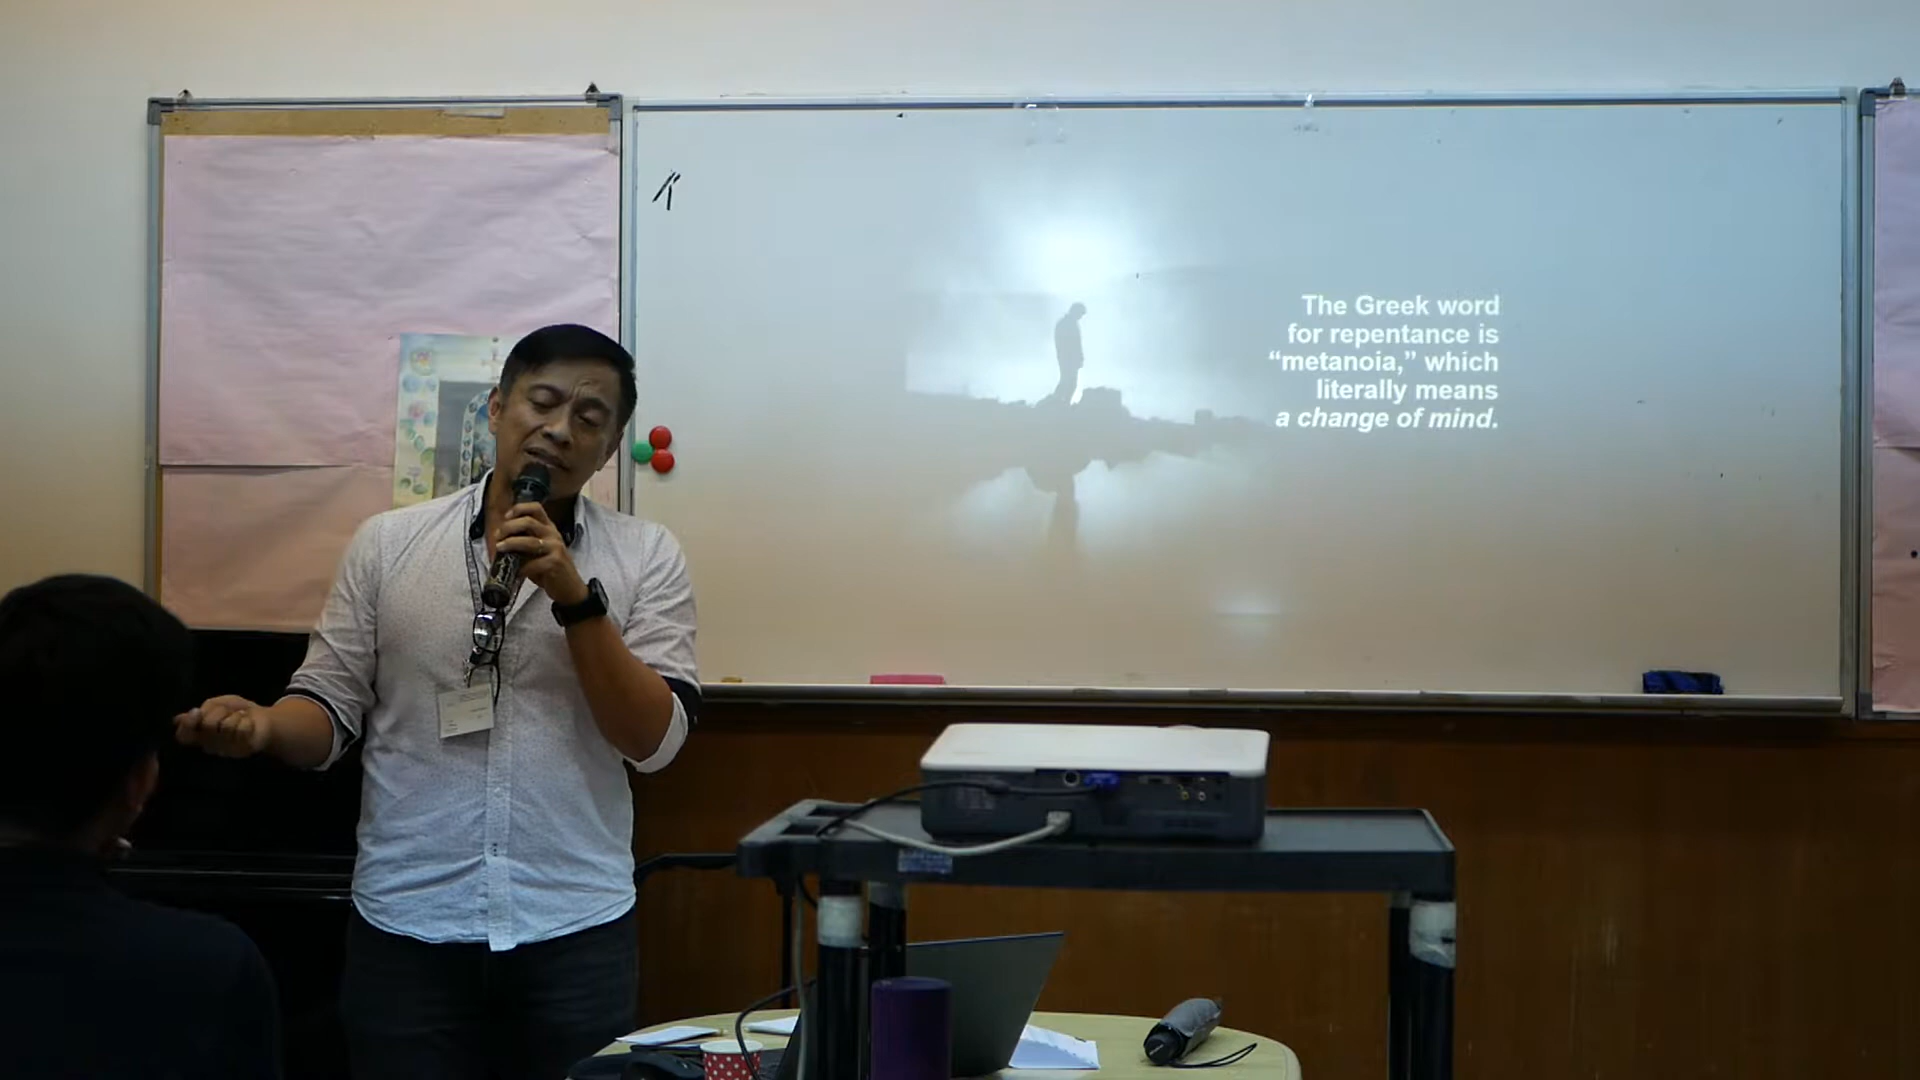 The Greek word
for repentance is
“metanoia,” which
literally means
a change of mind.